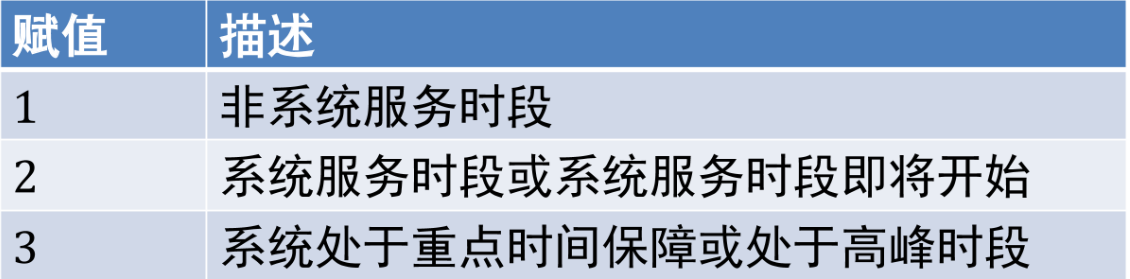 赋值 描述
1 非系统服务时段
2 系统服务时段或系统服务时段即将开始
3 系统处于重点时间保障或处于高峰时段